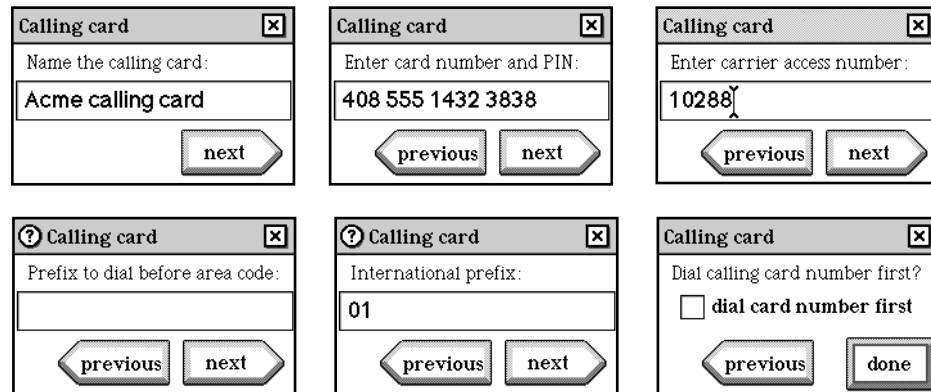 Calling card
Name the calling card:
Acme calling card
next
Calling card
Enter card number and PIN:
408 555 1432 3838
previous next
Calling card
Enter carrier access number:
10288
previous next
? Calling card
Prefix to dial before area code:
previous next
? Calling card
International prefix:
01
previous next
Calling card
Dial calling card number first?
dial card number first
previous done